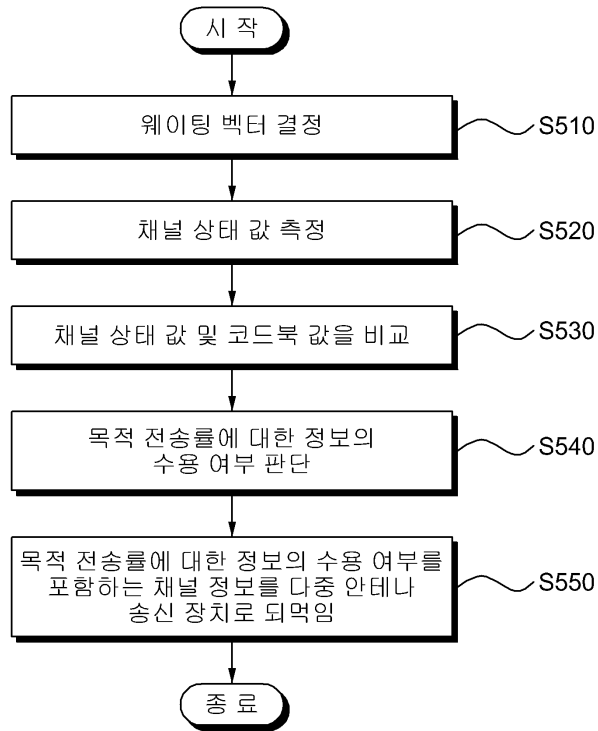 시 작
웨이팅 벡터 결정
S510
채널 상태 값 측정
S520
채널 상태 값 및 코드북 값을 비교
S530
목적 전송률에 대한 정보의
수용 여부 판단
S540
목적 전송률에 대한 정보의 수용 여부를
포함하는 채널 정보를 다중 안테나
송신 장치로 되먹임
S550
종 료